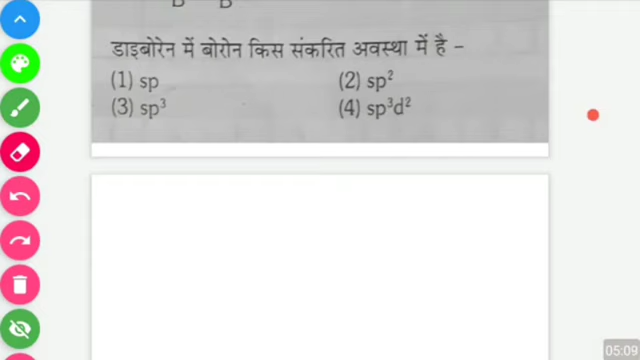 डाइबोरेन में बोरोन किस संकरित अवस्था में है –
(1) sp (2) sp²
(3) sp³ (4) sp³d²
05:09